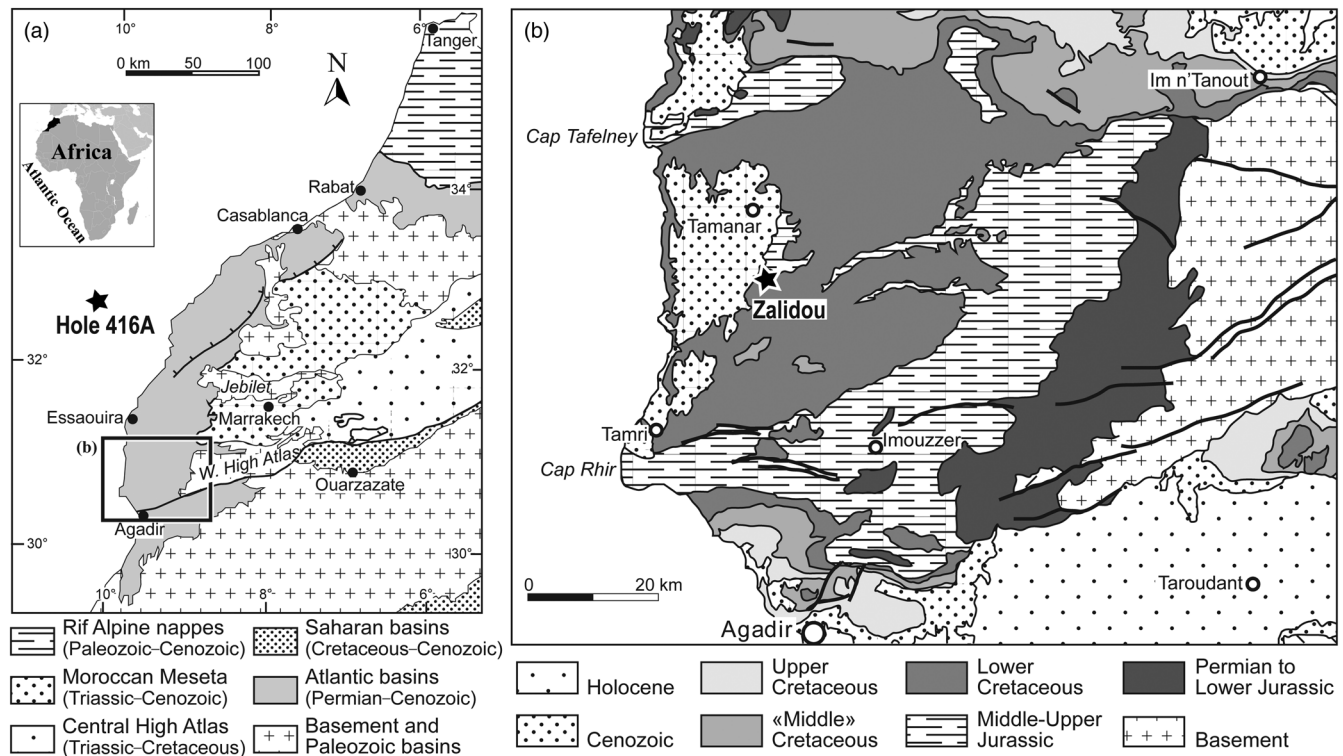 (a)
10°
8°
6°
Tanger
0 km 50 100
N
Africa
Atlantic Ocean
Rabat
34°
Casablanca
Hole 416A
32°
32°
Jebilet
Essaouira
Marrakech
(b)
W. High Atlas
Ouarzazate
Agadir
30°
30°
10°
8°
6°
Rif Alpine nappes
(Paleozoic–Cenozoic)
Saharan basins
(Cretaceous–Cenozoic)
Moroccan Meseta
(Triassic–Cenozoic)
Atlantic basins
(Permian–Cenozoic)
Central High Atlas
(Triassic–Cretaceous)
Basement and
Paleozoic basins
(b)
Im n'Tanout
Cap Tafelney
Tamanar
Zalidou
Tamri
Imouzzer
Cap Rhir
0 20 km
Taroudant
Agadir
Holocene
Upper
Cretaceous
Lower
Cretaceous
Permian to
Lower Jurassic
Cenozoic
«Middle»
Cretaceous
Middle-Upper
Jurassic
Basement